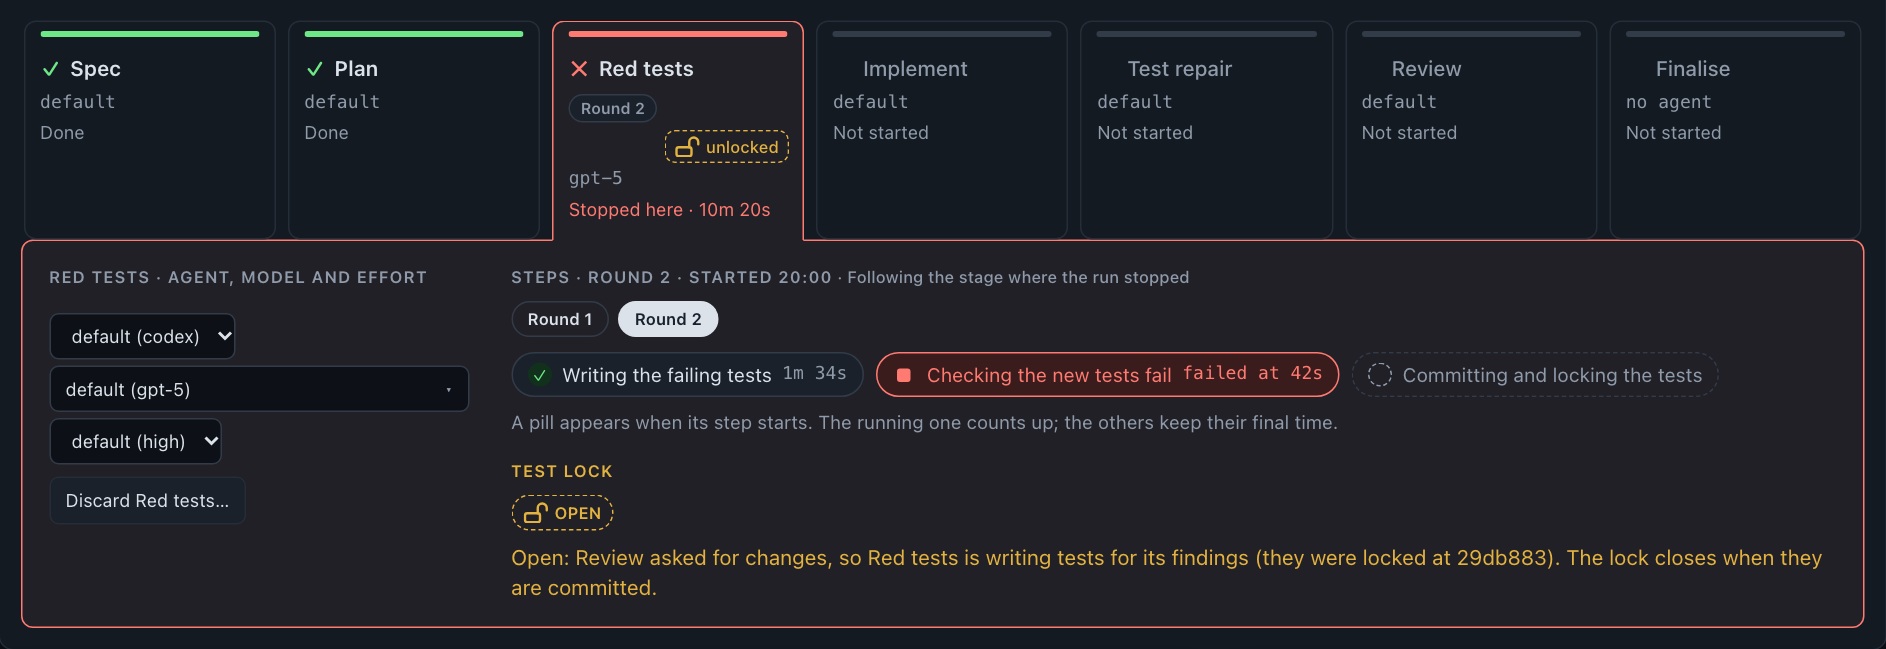 Spec
default
Done
Plan
default
Done
Red tests
Round 2
unlocked
gpt-5
Stopped here · 10m 20s
Implement
default
Not started
Test repair
default
Not started
Review
default
Not started
Finalise
no agent
Not started
RED TESTS · AGENT, MODEL AND EFFORT
default (codex)
default (gpt-5)
default (high)
Discard Red tests...
STEPS · ROUND 2 · STARTED 20:00 · Following the stage where the run stopped
Round 1 Round 2
Writing the failing tests 1m 34s Checking the new tests fail failed at 42s Committing and locking the tests
A pill appears when its step starts. The running one counts up; the others keep their final time.
TEST LOCK
OPEN
Open: Review asked for changes, so Red tests is writing tests for its findings (they were locked at 29db883). The lock closes when they
are committed.